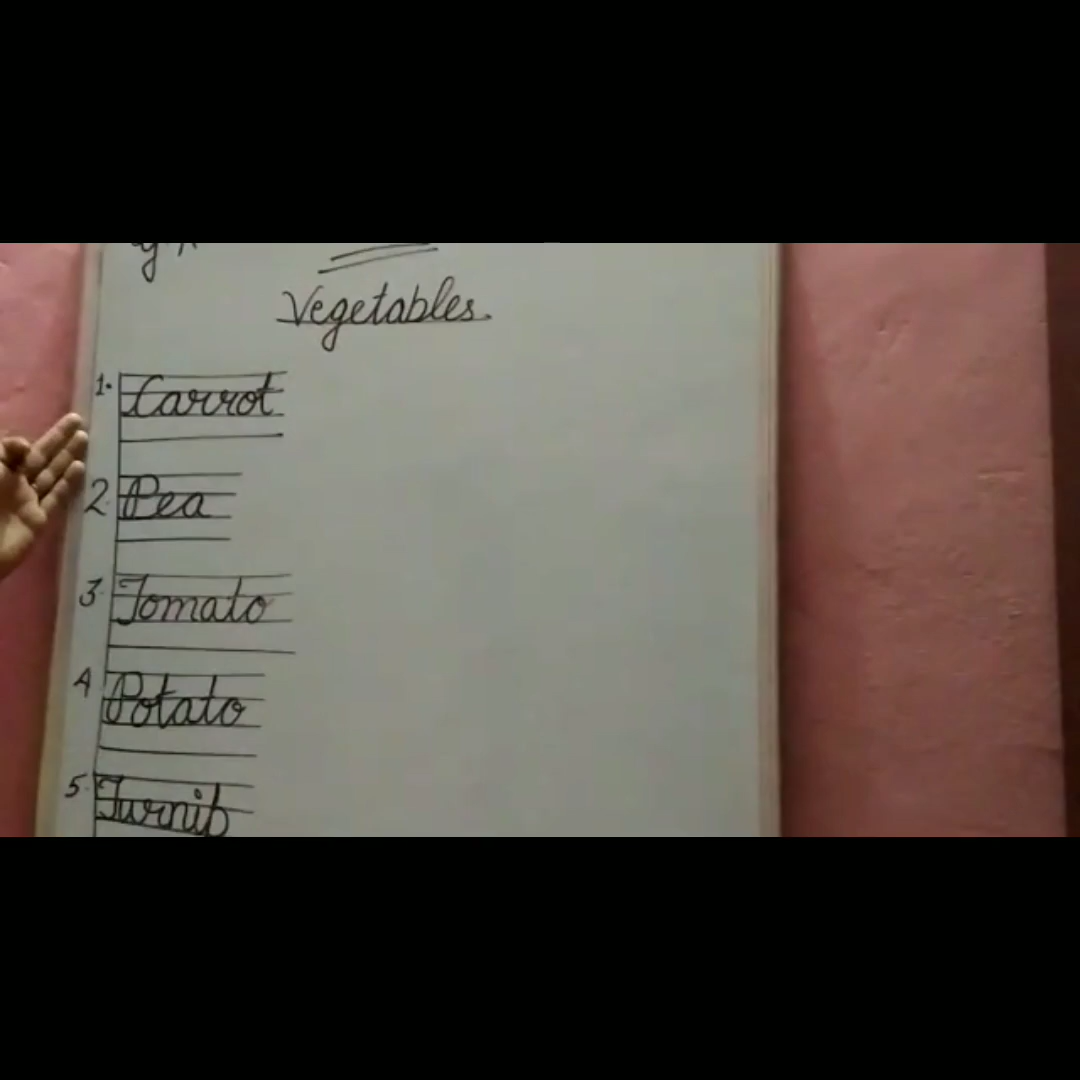 Vegetables.
1. Carrot
2. Pea
3. Tomato
4 Potato
5. Turnip